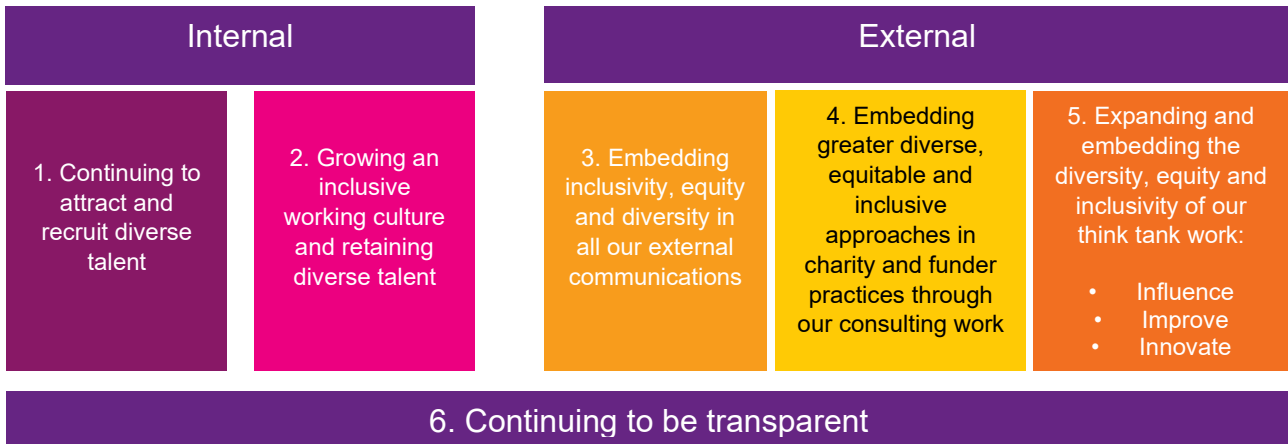 Internal
External
1. Continuing to
attract and
recruit diverse
talent
2. Growing an
inclusive
working culture
and retaining
diverse talent
3. Embedding
inclusivity, equity
and diversity in
all our external
communications
4. Embedding
greater diverse,
equitable and
inclusive
approaches in
charity and funder
practices through
our consulting work
5. Expanding and
embedding the
diversity, equity and
inclusivity of our
think tank work:
• Influence
• Improve
• Innovate
6. Continuing to be transparent